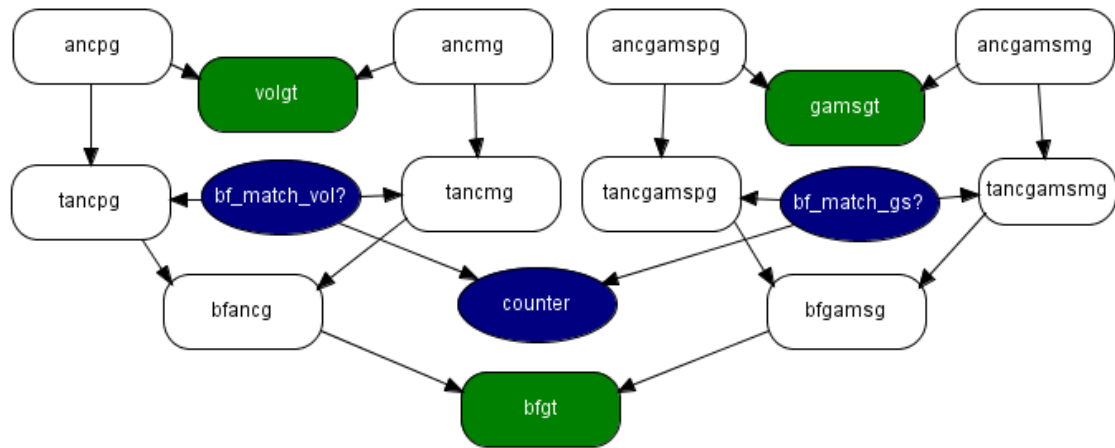 ancpg
ancmg
ancgamspg
ancgamsmg
volgt
gamsgt
tancpg
bf_match_vol?
tancmg
tancgamspg
bf_match_gs?
tancgamsmg
bfancg
counter
bfgamsg
bfgt